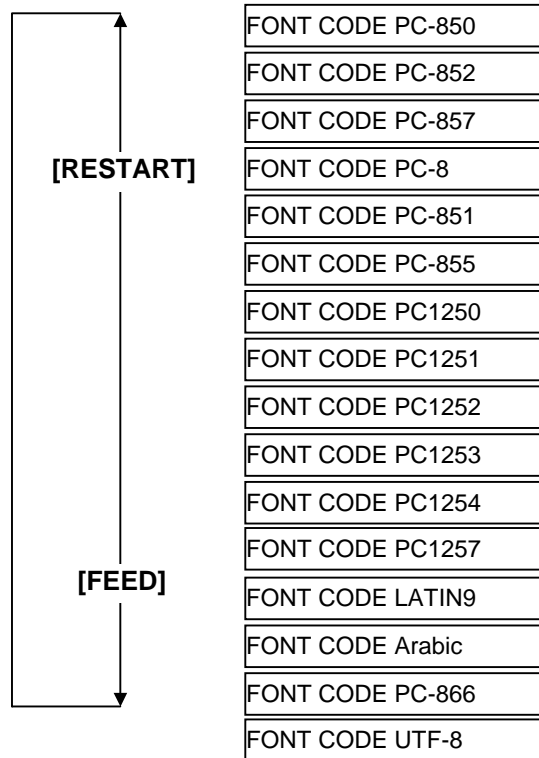 FONT CODE PC-850
FONT CODE PC-852
FONT CODE PC-857
[RESTART]
FONT CODE PC-8
FONT CODE PC-851
FONT CODE PC-855
FONT CODE PC1250
FONT CODE PC1251
FONT CODE PC1252
FONT CODE PC1253
FONT CODE PC1254
FONT CODE PC1257
[FEED]
FONT CODE LATIN9
FONT CODE Arabic
FONT CODE PC-866
FONT CODE UTF-8